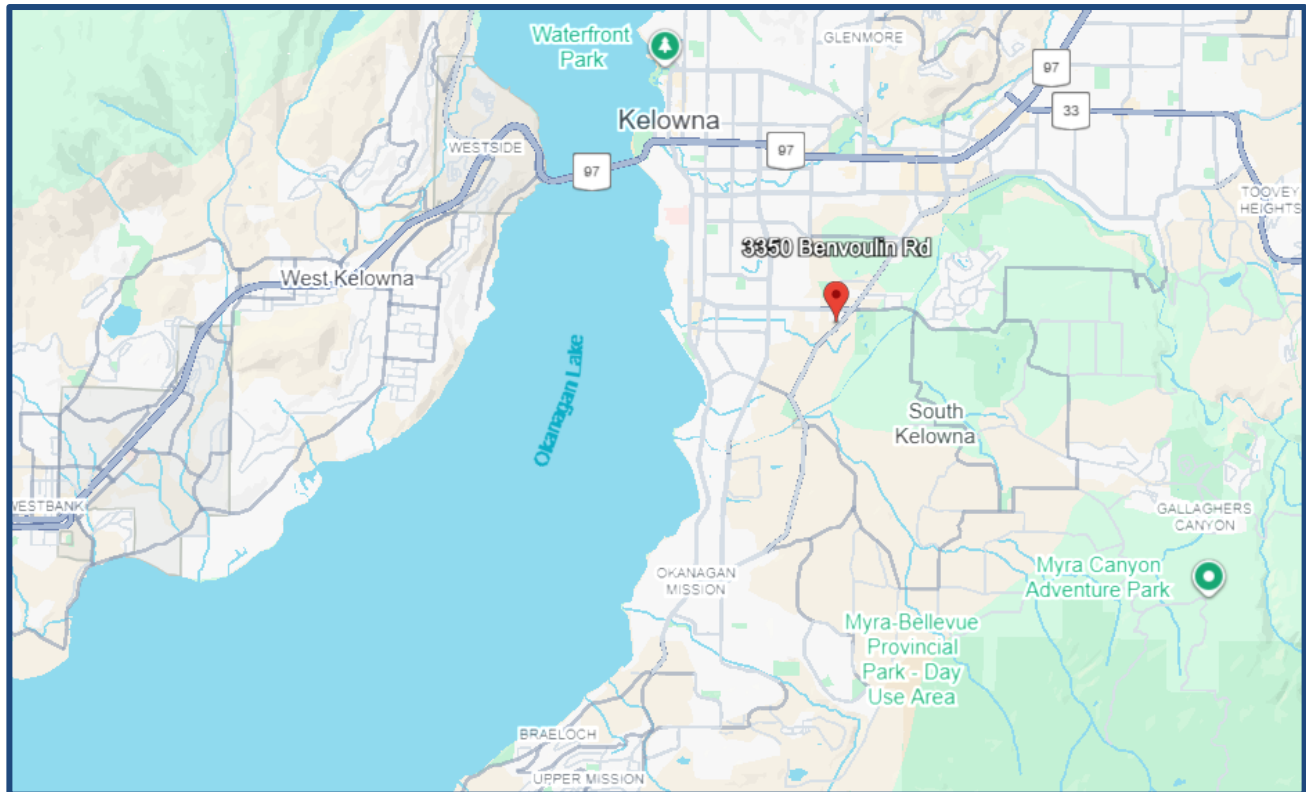 Waterfront
Park
GLENMORE
97
33
Kelowna
WESTSIDE
97
97
TOOVEY
HEIGHTS
3350 Benvoulin Rd
West Kelowna
Okanagan Lake
South
Kelowna
WESTBANK
GALLAGHERS
CANYON
OKANAGAN
MISSION
Myra Canyon
Adventure Park
Myra-Bellevue
Provincial
Park - Day
Use Area
BRAELOCH
UPPER MISSION